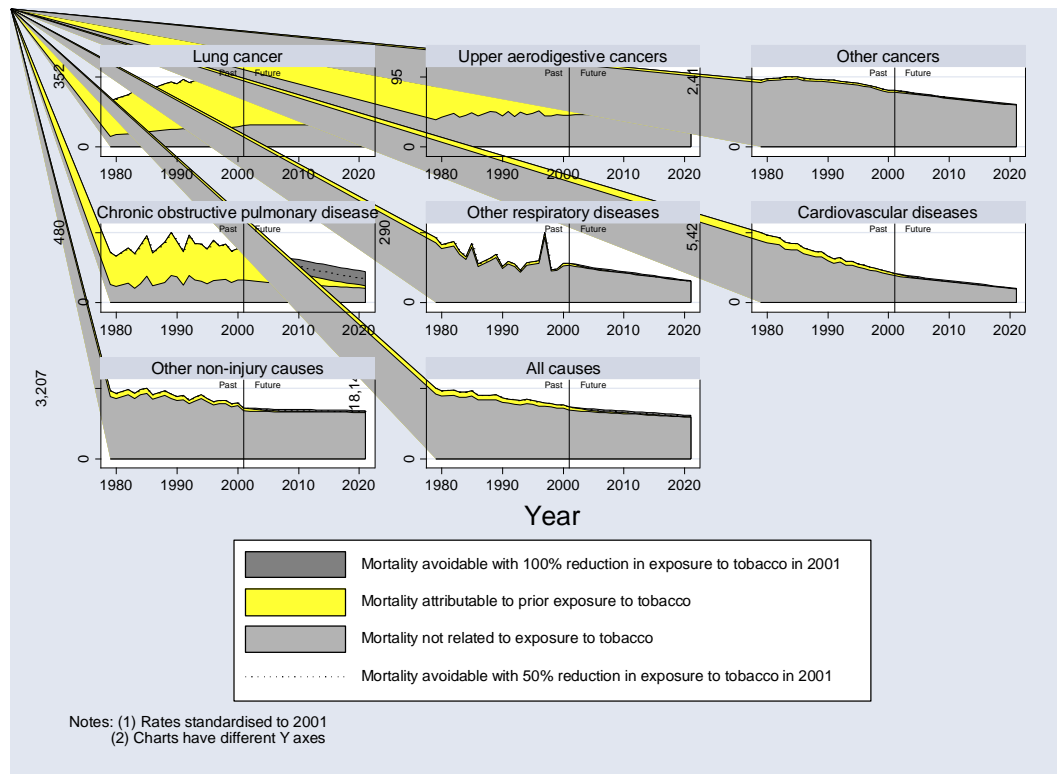 Lung cancer
Upper aerodigestive cancers
Other cancers
352
Past Future
0
1980 1990 2000 2010 2020
95
Past Future
0
1980 1990 2000 2010 2020
2,41
Past Future
0
1980 1990 2000 2010 2020
Chronic obstructive pulmonary disease
Other respiratory diseases
Cardiovascular diseases
480
0
1980 1990 2000 2010 2020
290
Past Future
0
1980 1990 2000 2010 2020
5,42
Past Future
0
1980 1990 2000 2010 2020
Other non-injury causes
All causes
3,207
Past Future
0
1980 1990 2000 2010 2020
18,14
Past Future
0
1980 1990 2000 2010 2020
Year
Mortality avoidable with 100% reduction in exposure to tobacco in 2001
Mortality attributable to prior exposure to tobacco
Mortality not related to exposure to tobacco
Mortality avoidable with 50% reduction in exposure to tobacco in 2001
Notes: (1) Rates standardised to 2001
(2) Charts have different Y axes